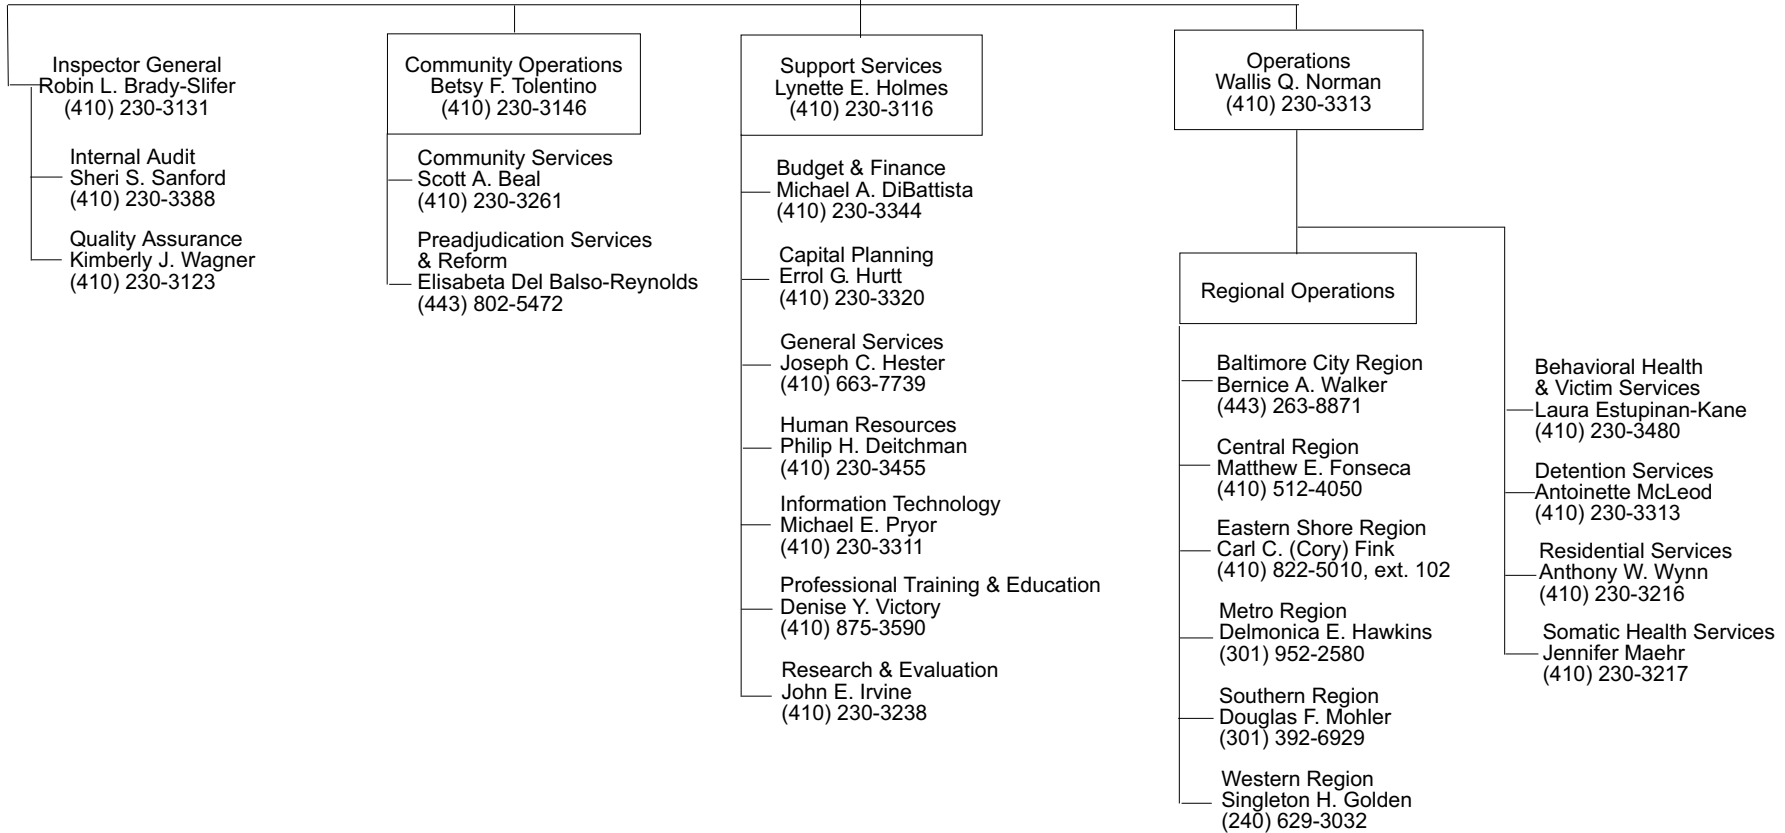 Inspector General
Robin L. Brady-Slifer
(410) 230-3131
Internal Audit
Sheri S. Sanford
(410) 230-3388
Quality Assurance
Kimberly J. Wagner
(410) 230-3123
Community Operations
Betsy F. Tolentino
(410) 230-3146
Community Services
Scott A. Beal
(410) 230-3261
Preadjudication Services
& Reform
Elisabeta Del Balso-Reynolds
(443) 802-5472
Support Services
Lynette E. Holmes
(410) 230-3116
Budget & Finance
Michael A. DiBattista
(410) 230-3344
Capital Planning
Errol G. Hurtt
(410) 230-3320
General Services
Joseph C. Hester
(410) 663-7739
Human Resources
Philip H. Deitchman
(410) 230-3455
Information Technology
Michael E. Pryor
(410) 230-3311
Professional Training & Education
Denise Y. Victory
(410) 875-3590
Research & Evaluation
John E. Irvine
(410) 230-3238
Operations
Wallis Q. Norman
(410) 230-3313
Regional Operations
Baltimore City Region
Bernice A. Walker
(443) 263-8871
Central Region
Matthew E. Fonseca
(410) 512-4050
Eastern Shore Region
Carl C. (Cory) Fink
(410) 822-5010, ext. 102
Metro Region
Delmonica E. Hawkins
(301) 952-2580
Southern Region
Douglas F. Mohler
(301) 392-6929
Western Region
Singleton H. Golden
(240) 629-3032
Behavioral Health
& Victim Services
Laura Estupinan-Kane
(410) 230-3480
Detention Services
Antoinette McLeod
(410) 230-3313
Residential Services
Anthony W. Wynn
(410) 230-3216
Somatic Health Services
Jennifer Maehr
(410) 230-3217